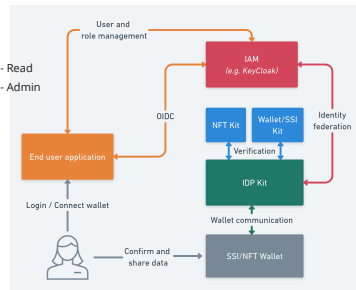 User and
role management
- Read
- Admin
IAM
(e.g. KeyCloak)
OIDC
NFT Kit
Wallet/SSI
Kit
Identity
federation
Verification
End user application
IDP Kit
Login / Connect wallet
Wallet communication
Confirm and
share data
SSI/NFT Wallet